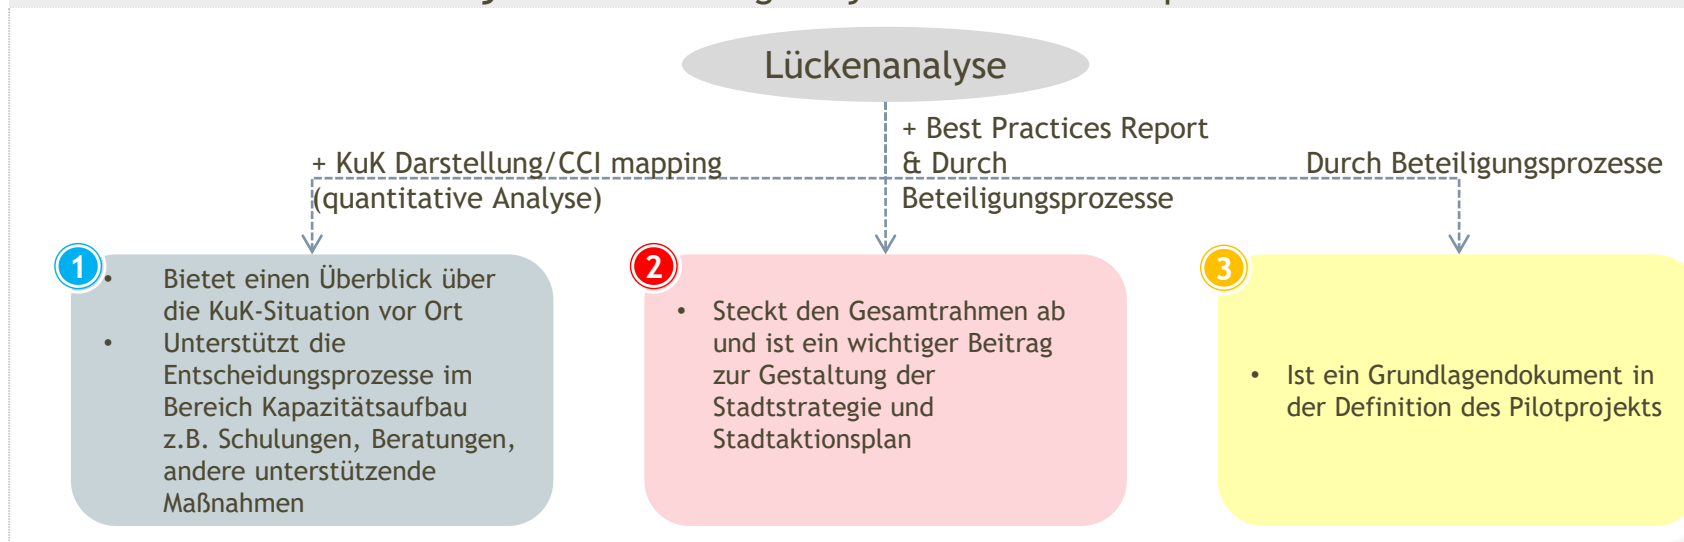 Lückenanalyse
+ KuK Darstellung/CCI mapping
(quantitative Analyse)
+ Best Practices Report
& Durch
Beteiligungsprozesse
Durch Beteiligungsprozesse
1
• Bietet einen Überblick über
die KuK-Situation vor Ort
• Unterstützt die
Entscheidungsprozesse im
Bereich Kapazitätsaufbau
z.B. Schulungen, Beratungen,
andere unterstützende
Maßnahmen
2
• Steckt den Gesamtrahmen ab
und ist ein wichtiger Beitrag
zur Gestaltung der
Stadtstrategie und
Stadtaktionsplan
3
• Ist ein Grundlagendokument in
der Definition des Pilotprojekts